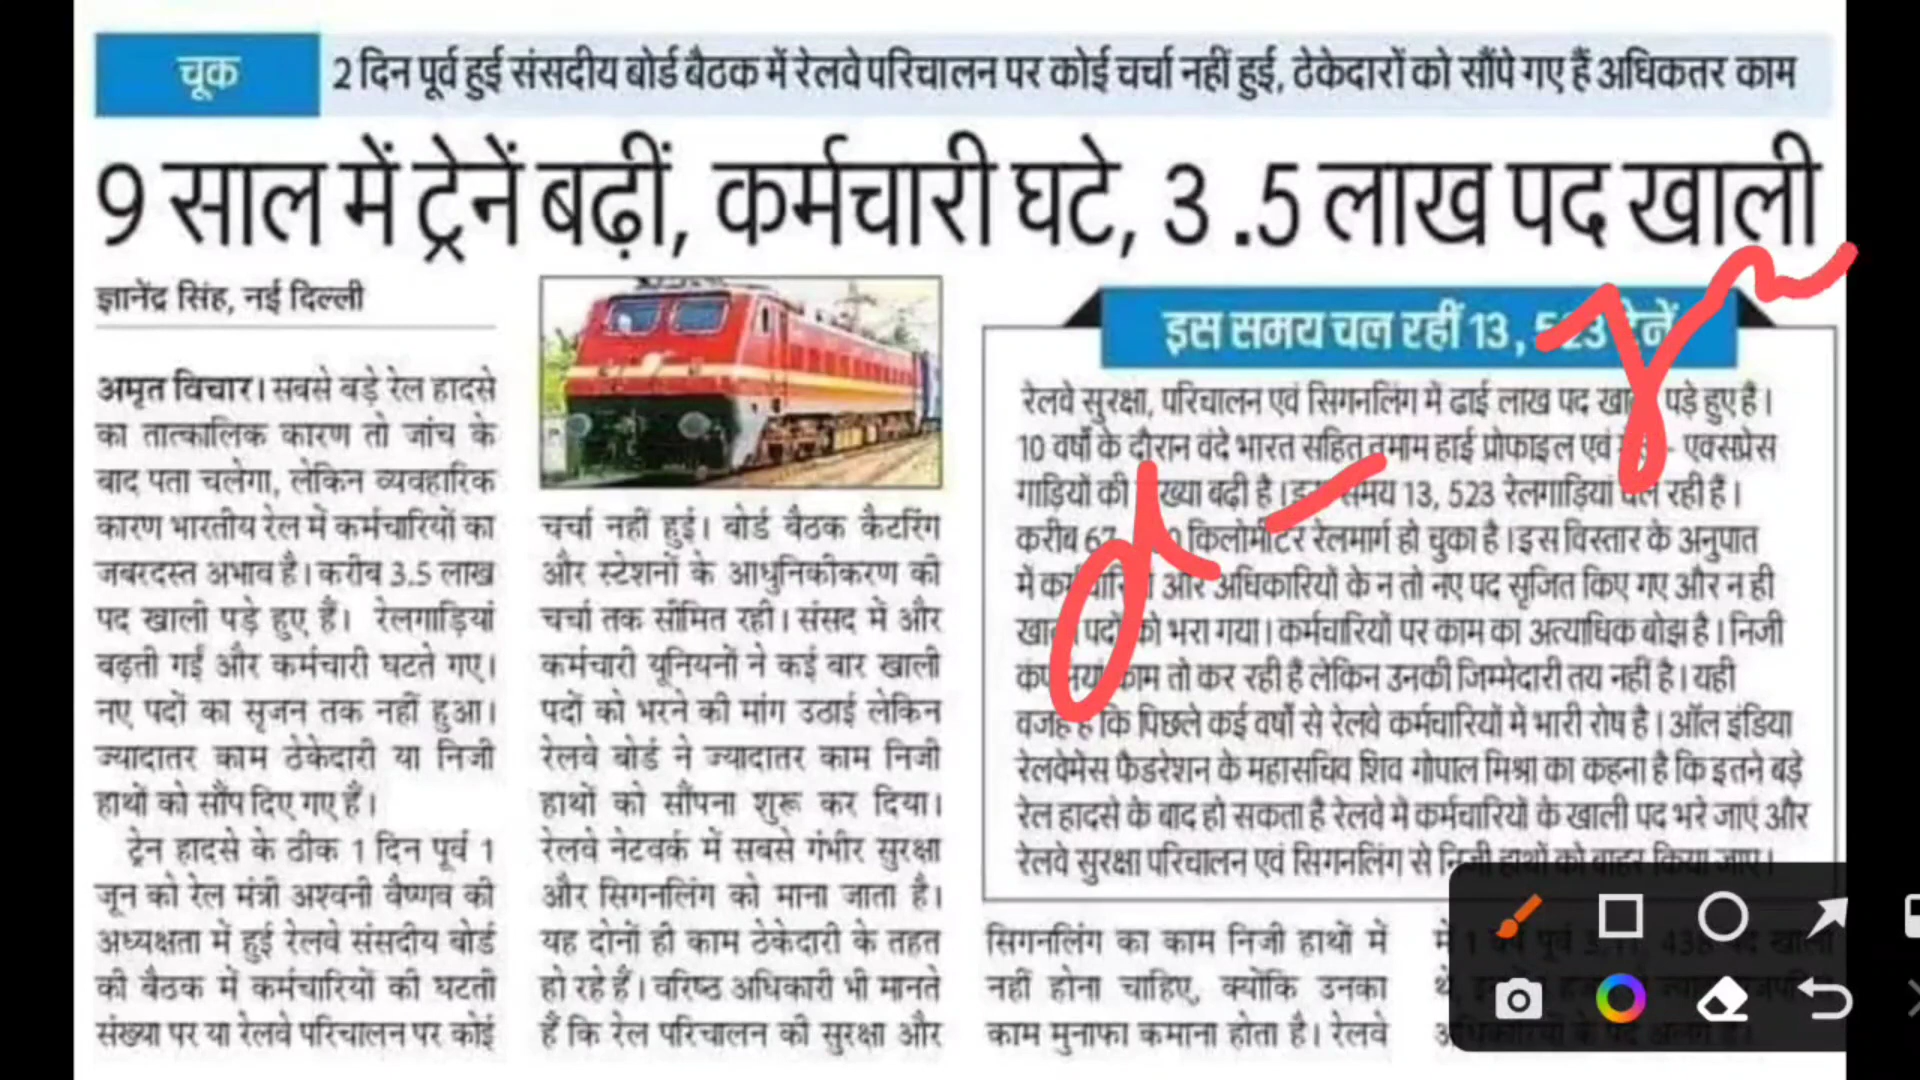 चूक
2 दिन पूर्व हुई संसदीय बोर्ड बैठक में रेलवे परिचालन पर कोई चर्चा नहीं हुई, ठेकेदारों को सौंपे गए हैं अधिकतर काम
9 साल में ट्रेनें बढ़ीं, कर्मचारी घटे, 3 .5 लाख पद खाली
ज्ञानेंद्र सिंह, नई दिल्ली
अमृत विचार। सबसे बड़े रेल हादसे
का तात्कालिक कारण तो जांच के
बाद पता चलेगा, लेकिन व्यवहारिक
कारण भारतीय रेल में कर्मचारियों का
जबरदस्त अभाव है। करीब 3.5 लाख
पद खाली पड़े हुए हैं। रेलगाड़ियां
बढ़ती गईं और कर्मचारी घटते गए।
नए पदों का सृजन तक नहीं हुआ।
ज्यादातर काम ठेकेदारी या निजी
हाथों को सौंप दिए गए हैं।
ट्रेन हादसे के ठीक 1 दिन पूर्व 1
जून को रेल मंत्री अश्वनी वैष्णव की
अध्यक्षता में हुई रेलवे संसदीय बोर्ड
की बैठक में कर्मचारियों की घटती
संख्या पर या रेलवे परिचालन पर कोई
चर्चा नहीं हुई। बोर्ड बैठक कैटरिंग
और स्टेशनों के आधुनिकीकरण की
चर्चा तक सीमित रही। संसद में और
कर्मचारी यूनियनों ने कई बार खाली
पदों को भरने की मांग उठाई लेकिन
रेलवे बोर्ड ने ज्यादातर काम निजी
हाथों को सौंपना शुरू कर दिया।
रेलवे नेटवर्क में सबसे गंभीर सुरक्षा
और सिगनलिंग को माना जाता है।
यह दोनों ही काम ठेकेदारी के तहत
हो रहे हैं। वरिष्ठ अधिकारी भी मानते
हैं कि रेल परिचालन की सुरक्षा और
इस समय चल रहीं 13, 523 ट्रेनें
रेलवे सुरक्षा, परिचालन एवं सिगनलिंग में ढाई लाख पद पड़े हुए है।
10 वर्षों के दौरान वंदे भारत सहित तमाम हाई प्रोफाइल एवं - एक्सप्रेस
गाड़ियों की बढ़ी है। समय 13, 523 रेलगाड़ियां चल रही हैं।
करीब किलोमीटर रेलमार्ग हो चुका है। इस विस्तार के अनुपात
में और अधिकारियों के न तो नए पद सृजित किए गए और न ही
पदों को भरा गया। कर्मचारियों पर काम का अत्याधिक बोझ है। निजी
काम तो कर रही हैं लेकिन उनकी जिम्मेदारी तय नहीं है। यही
वजह है कि पिछले कई वर्षों से रेलवे कर्मचारियों में भारी रोष है। ऑल इंडिया
रेलवेमेंस फैडरेशन के महासचिव शिव गोपाल मिश्रा का कहना है कि इतने बड़े
रेल हादसे के बाद हो सकता है रेलवे में कर्मचारियों के खाली पद भरे जाएं और
रेलवे सुरक्षा परिचालन एवं सिगनलिंग से निजी हाथों को बाहर किया जाए।
सिगनलिंग का काम निजी हाथों में
नहीं होना चाहिए, क्योंकि उनका
काम मुनाफा कमाना होता है। रेलवे
में 1 वर्ष पूर्व